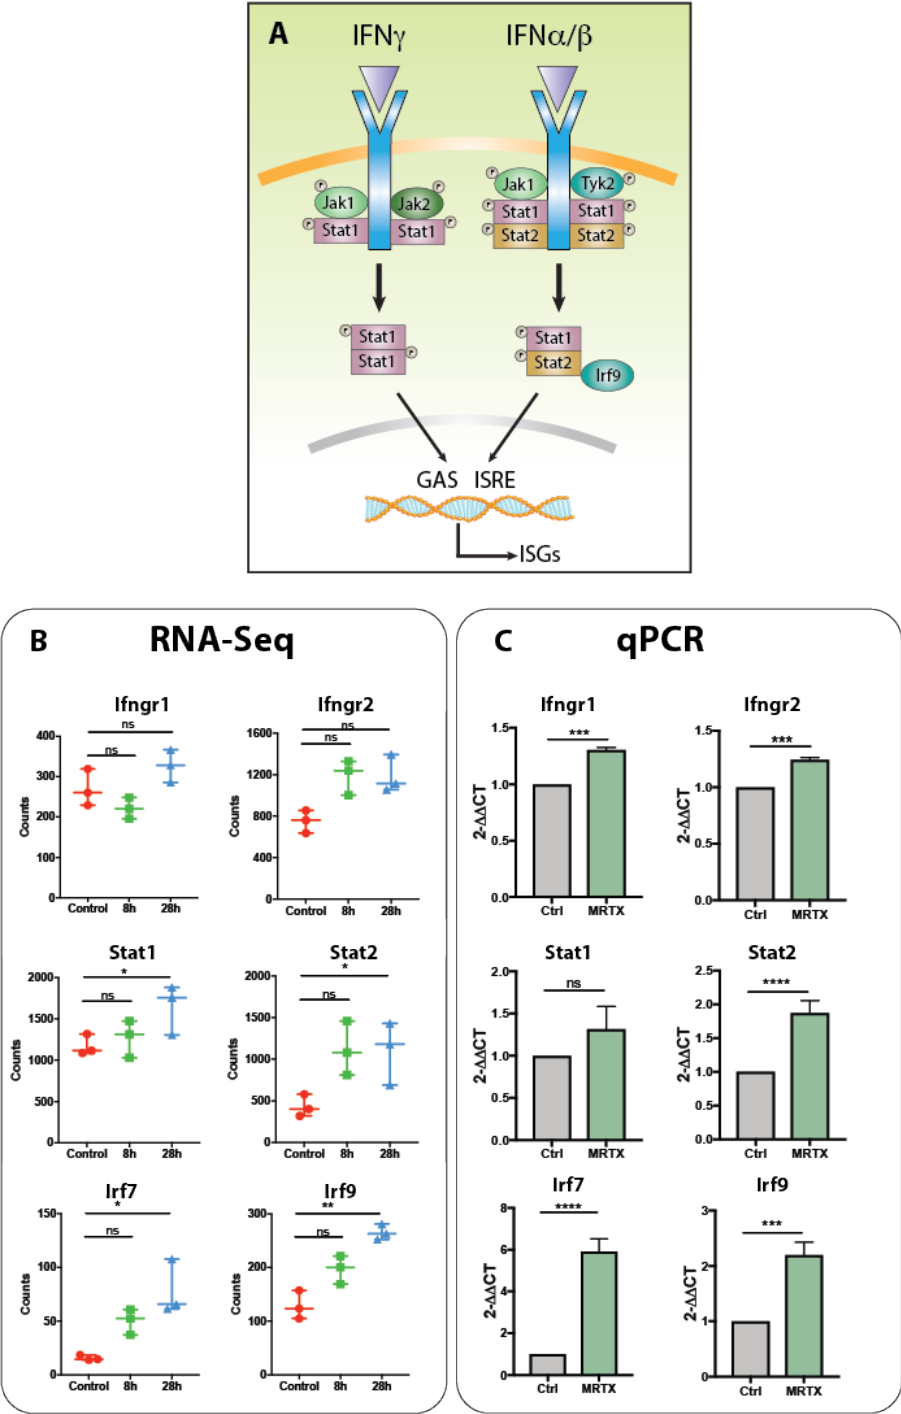 A
IFNγ IFNα/β
P P P P
Jak1 Jak2 Jak1 Tyk2
P Stat1 Stat1 P P Stat1 Stat1 P
P Stat2 Stat2 P
P Stat1 P Stat1
Stat1 P P Stat2
Irf9
GAS ISRE
ISGs
B RNA-Seq
Ifngr1
ns
ns
Counts
400
300
200
100
0
Control 8h 28h
Ifngr2
ns
ns
Counts
1600
1200
800
400
0
Control 8h 28h
Stat1
*
ns
Counts
2000
1500
1000
500
0
Control 8h 28h
Stat2
*
ns
Counts
2000
1500
1000
500
0
Control 8h 28h
Irf7
*
ns
Counts
150
100
50
0
Control 8h 28h
Irf9
**
ns
Counts
300
200
100
0
Control 8h 28h
C qPCR
Ifngr1
***
2-ΔΔCT
1.5
1.0
0.5
0.0
Ctrl MRTX
Ifngr2
***
2-ΔΔCT
1.5
1.0
0.5
0.0
Ctrl MRTX
Stat1
ns
2-ΔΔCT
2.0
1.5
1.0
0.5
0.0
Ctrl MRTX
Stat2
****
2-ΔΔCT
2.5
2.0
1.5
1.0
0.5
0.0
Ctrl MRTX
Irf7
****
2-ΔΔCT
8
6
4
2
0
Ctrl MRTX
Irf9
***
2-ΔΔCT
3
2
1
0
Ctrl MRTX